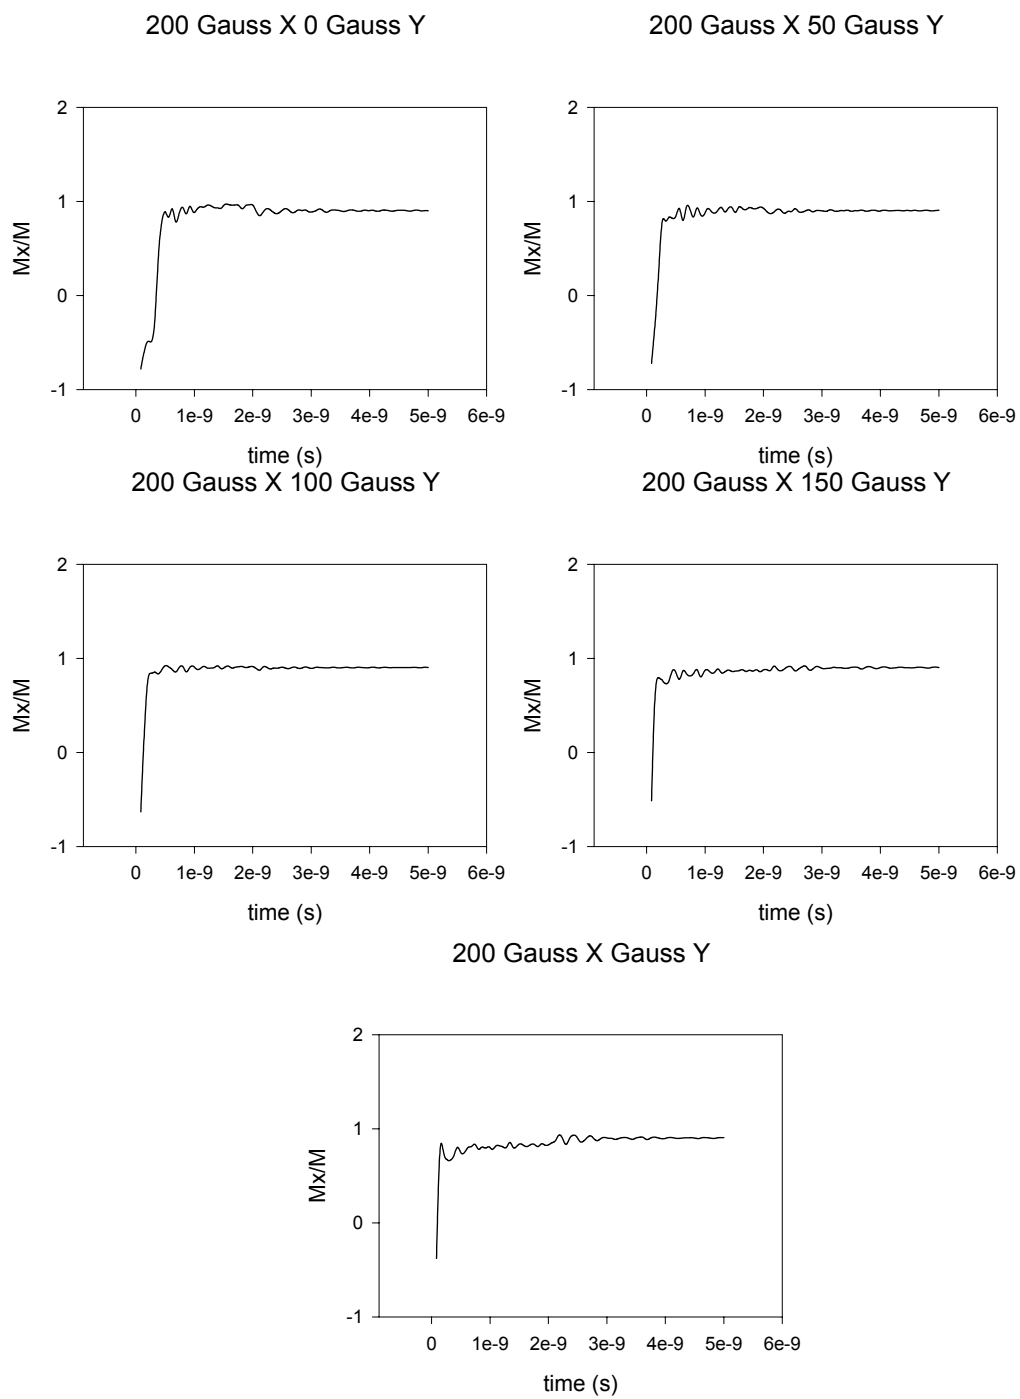 200 Gauss X 0 Gauss Y
200 Gauss X 50 Gauss Y
2
1
0
-1
Mx/M
0 1e-9 2e-9 3e-9 4e-9 5e-9 6e-9
time (s)
2
1
0
-1
Mx/M
0 1e-9 2e-9 3e-9 4e-9 5e-9 6e-9
time (s)
200 Gauss X 100 Gauss Y
200 Gauss X 150 Gauss Y
2
1
0
-1
Mx/M
0 1e-9 2e-9 3e-9 4e-9 5e-9 6e-9
time (s)
2
1
0
-1
Mx/M
0 1e-9 2e-9 3e-9 4e-9 5e-9 6e-9
time (s)
200 Gauss X Gauss Y
2
1
0
-1
Mx/M
0 1e-9 2e-9 3e-9 4e-9 5e-9 6e-9
time (s)